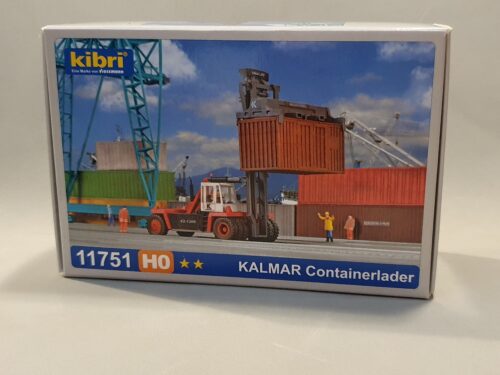 kibri
Eine Marke von Viessmann
11751 H0
KALMAR Containerlader